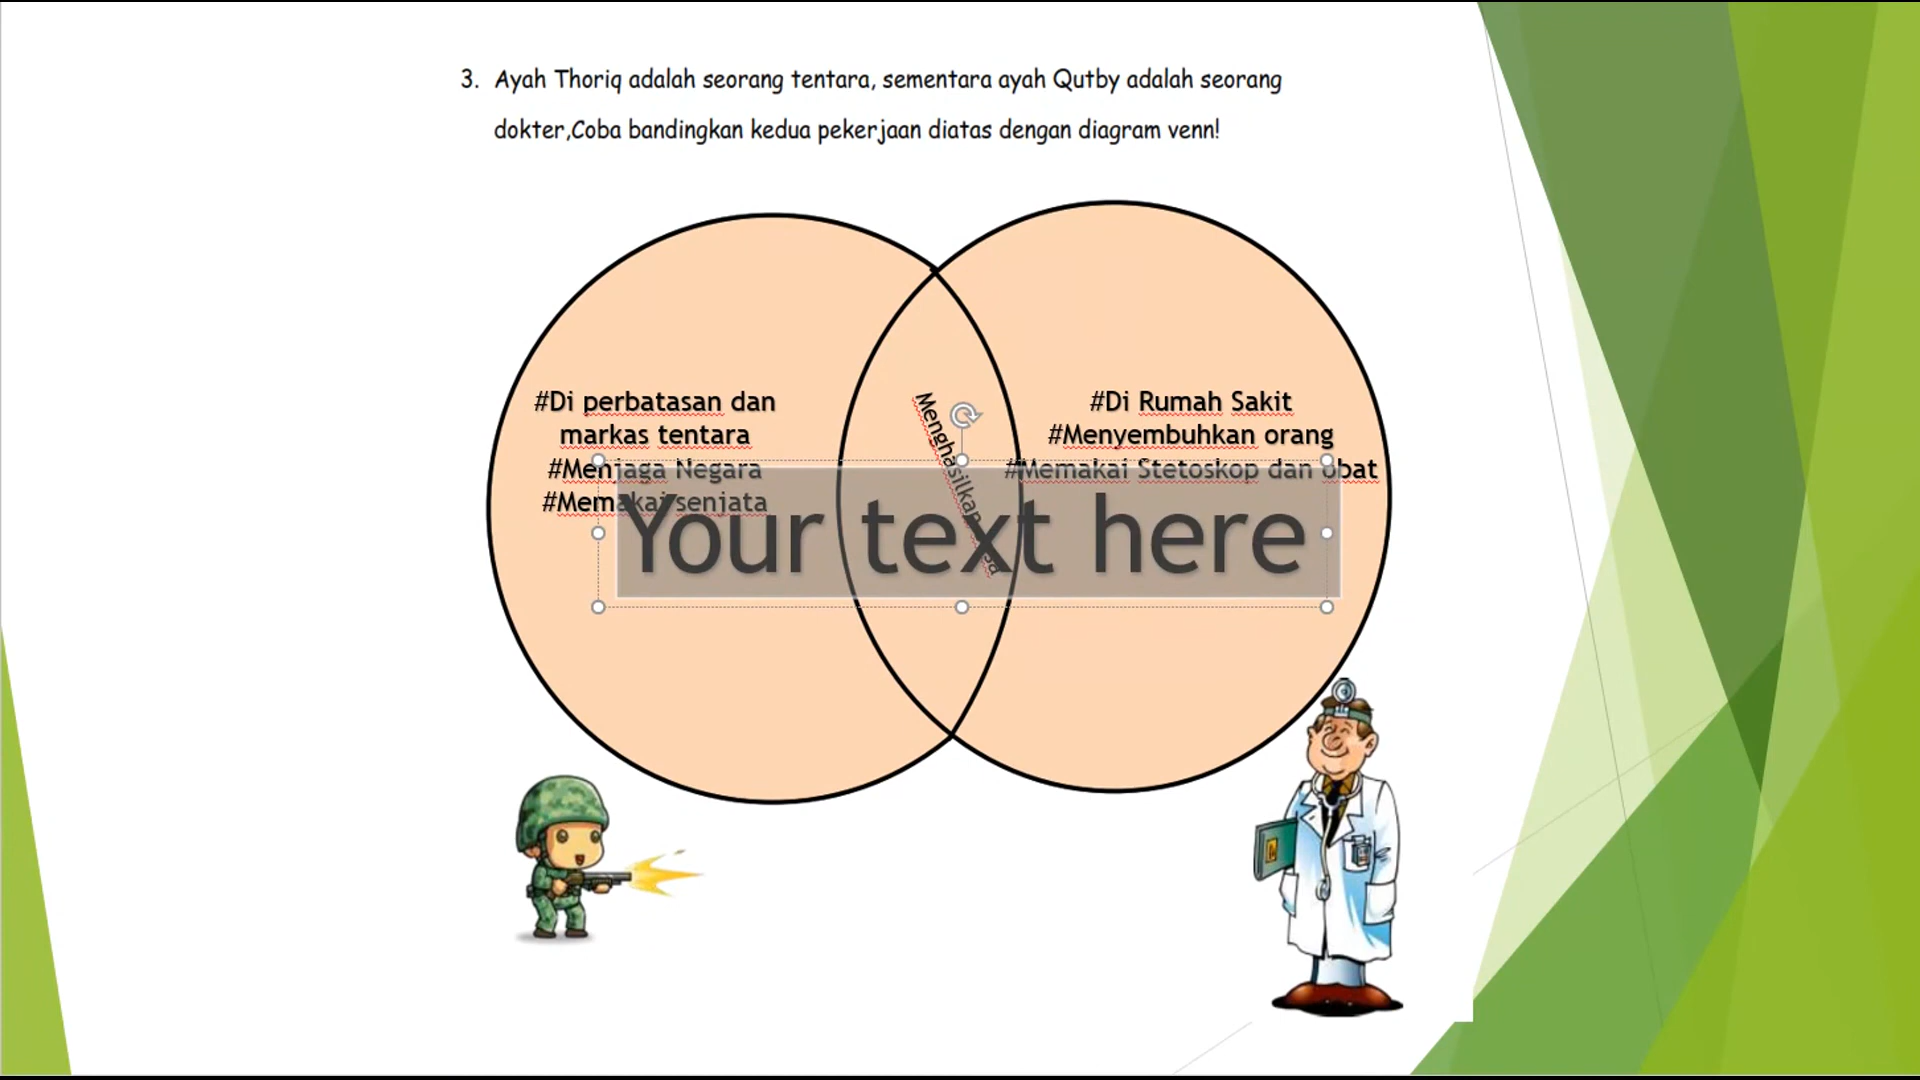 3. Ayah Thoriq adalah seorang tentara, sementara ayah Qutby adalah seorang
dokter,Coba bandingkan kedua pekerjaan diatas dengan diagram venn!
#Di perbatasan dan
markas tentara
#Menjaga Negara
#Memakai senjata
Menghasilkan
#Di Rumah Sakit
#Menyembuhkan orang
#Memakai Stetoskop dan obat
Your text here